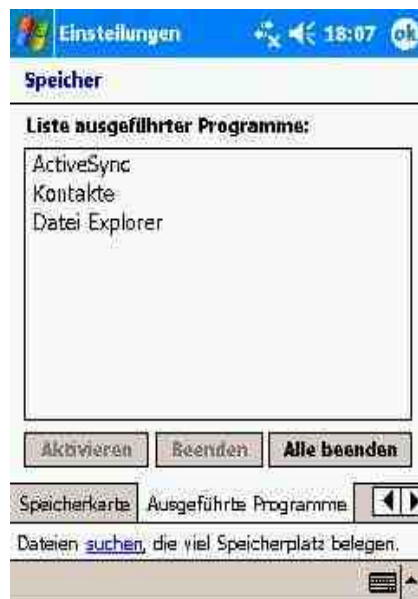 Einstellungen 18:07 ok
Speicher
Liste ausgeführter Programme:
ActiveSync
Kontakte
Datei Explorer
Aktivieren Beenden Alle beenden
Speicherkarte Ausgeführte Programme
Dateien suchen, die viel Speicherplatz belegen.